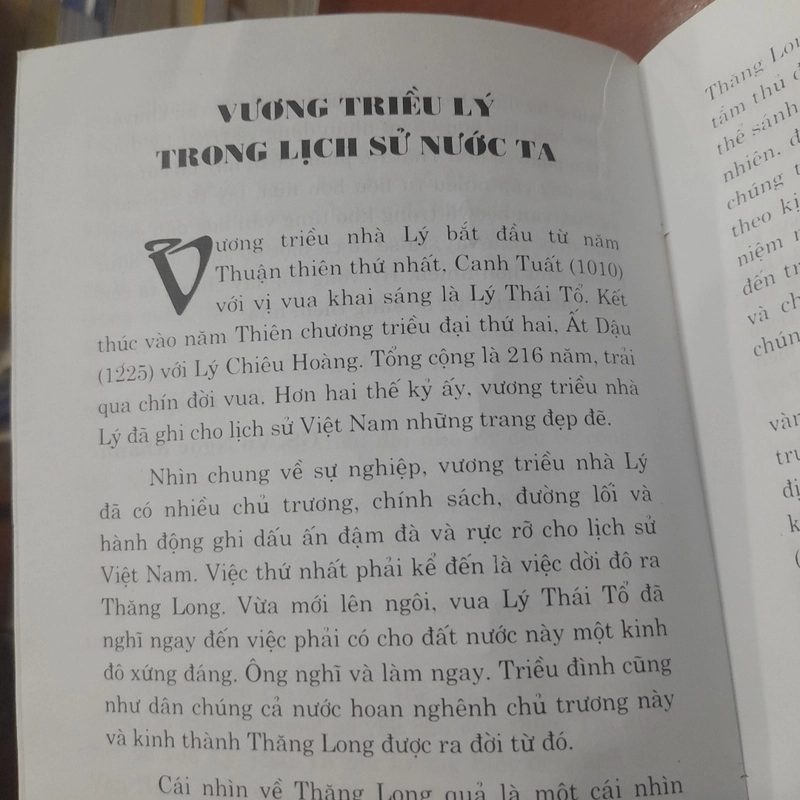 VƯƠNG TRIỀU LÝ
TRONG LỊCH SỬ NƯỚC TA
Vương triều nhà Lý bắt đầu từ năm
Thuận thiên thứ nhất, Canh Tuất (1010)
với vị vua khai sáng là Lý Thái Tổ. Kết
thúc vào năm Thiên chương triều đại thứ hai, Ất Dậu
(1225) với Lý Chiêu Hoàng. Tổng cộng là 216 năm, trải
qua chín đời vua. Hơn hai thế kỷ ấy, vương triều nhà
Lý đã ghi cho lịch sử Việt Nam những trang đẹp đẽ.
Nhìn chung về sự nghiệp, vương triều nhà Lý
đã có nhiều chủ trương, chính sách, đường lối và
hành động ghi dấu ấn đậm đà và rực rỡ cho lịch sử
Việt Nam. Việc thứ nhất phải kể đến là việc dời đô ra
Thăng Long. Vừa mới lên ngôi, vua Lý Thái Tổ đã
nghĩ ngay đến việc phải có cho đất nước này một kinh
đô xứng đáng. Ông nghĩ và làm ngay. Triều đình cũng
như dân chúng cả nước hoan nghênh chủ trương này
và kinh thành Thăng Long được ra đời từ đó.
Cái nhìn về Thăng Long quả là một cái nhìn
Thăng Lon
tầm thủ đ
thế sánh
nhiên, đ
chúng t
theo kị
niệm n
đến tr
và ch
chún
vàn
trư
đị
k
(